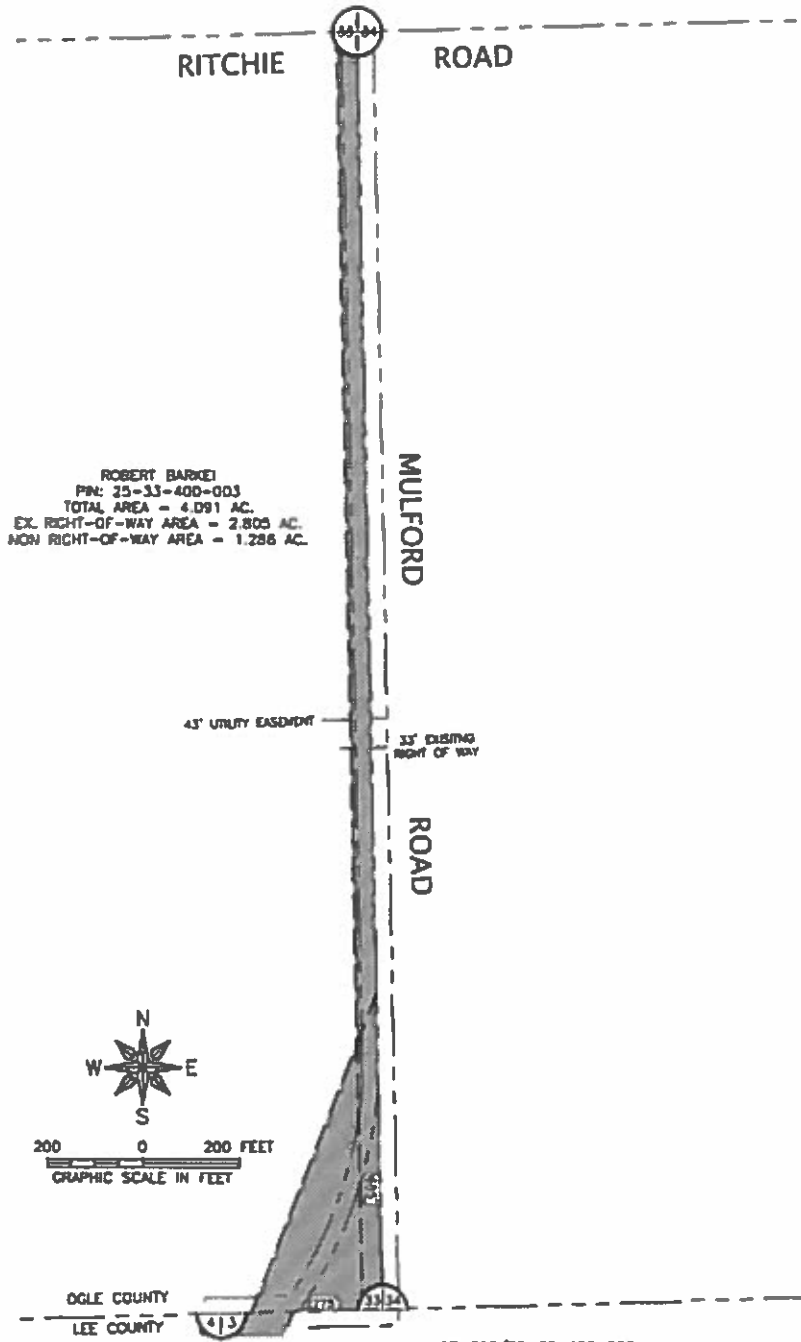 33 34
RITCHIE ROAD
ROBERT BARKEI
PIN: 25-33-400-003
TOTAL AREA = 4.091 AC.
EX. RIGHT-OF-WAY AREA = 2.805 AC.
NON RIGHT-OF-WAY AREA = 1.286 AC.
MULFORD
43' UTILITY EASEMENT
33' EXISTING
RIGHT OF WAY
ROAD
N
W E
S
200 0 200 FEET
GRAPHIC SCALE IN FEET
OGLE COUNTY
33 34
4 3
LEE COUNTY